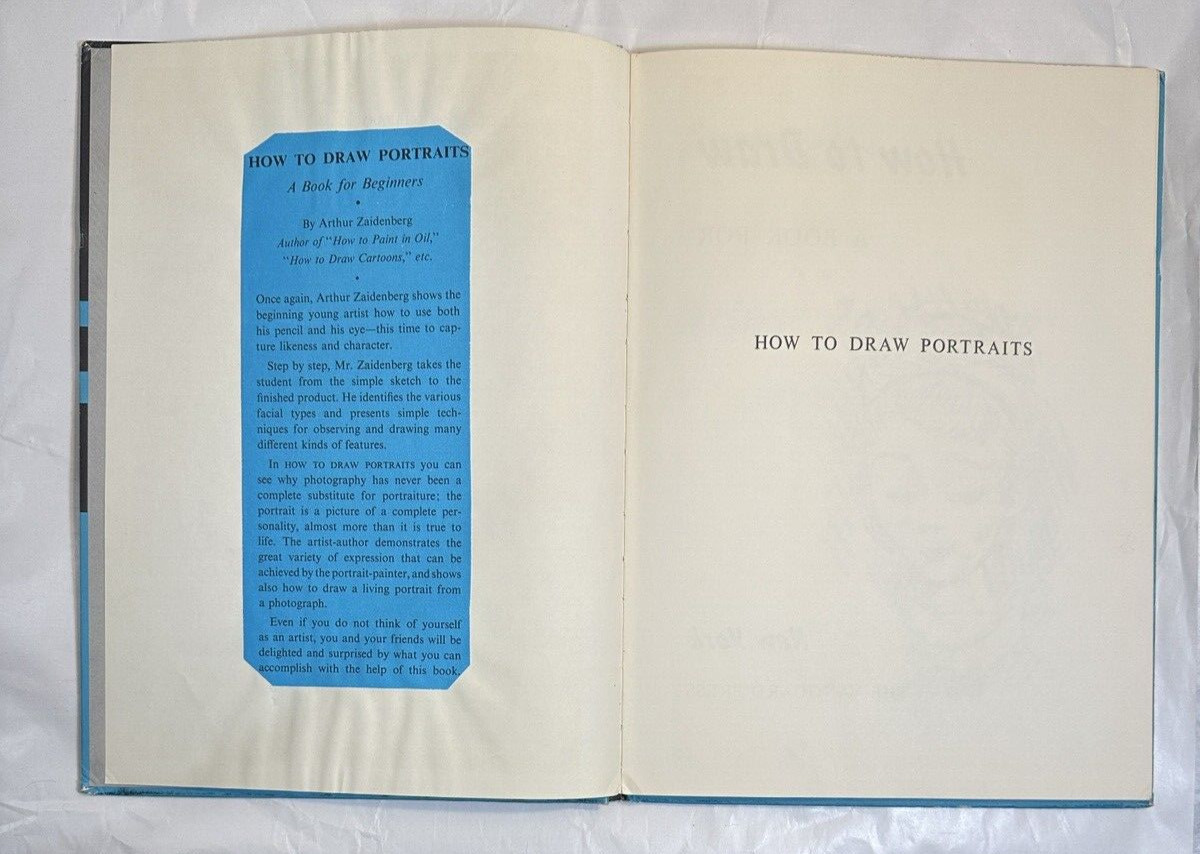 HOW TO DRAW PORTRAITS
A Book for Beginners
•
By Arthur Zaidenberg
Author of "How to Paint in Oil,"
"How to Draw Cartoons," etc.
•
Once again, Arthur Zaidenberg shows the
beginning young artist how to use both
his pencil and his eye—this time to cap-
ture likeness and character.
Step by step, Mr. Zaidenberg takes the
student from the simple sketch to the
finished product. He identifies the various
facial types and presents simple tech-
niques for observing and drawing many
different kinds of features.
In HOW TO DRAW PORTRAITS you can
see why photography has never been a
complete substitute for portraiture; the
portrait is a picture of a complete per-
sonality, almost more than it is true to
life. The artist-author demonstrates the
great variety of expression that can be
achieved by the portrait-painter, and shows
also how to draw a living portrait from
a photograph.
Even if you do not think of yourself
as an artist, you and your friends will be
delighted and surprised by what you can
accomplish with the help of this book.
HOW TO DRAW PORTRAITS